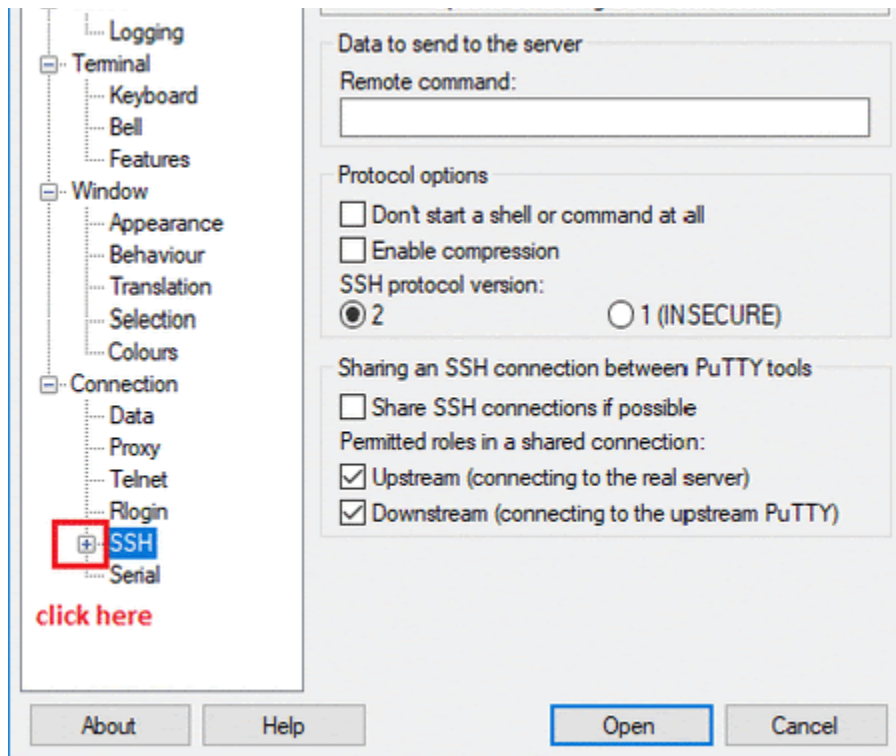 Logging
Terminal
Keyboard
Bell
Features
Window
Appearance
Behaviour
Translation
Selection
Colours
Connection
Data
Proxy
Telnet
Rlogin
SSH
Serial
click here
Data to send to the server
Remote command:
Protocol options
Don't start a shell or command at all
Enable compression
SSH protocol version:
2 1 (INSECURE)
Sharing an SSH connection between PuTTY tools
Share SSH connections if possible
Permitted roles in a shared connection:
Upstream (connecting to the real server)
Downstream (connecting to the upstream PuTTY)
About Help Open Cancel